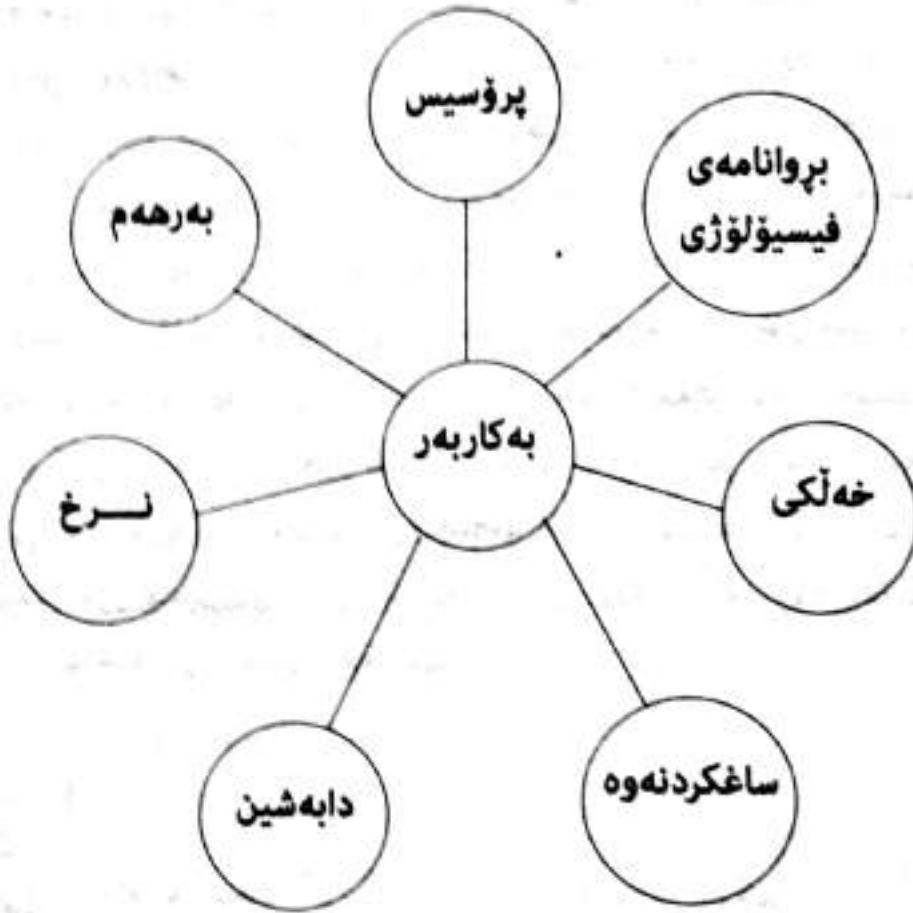 پرۆسیس
بڕوانامەی
فیسیۆلۆژی
بەرهەم
بەکاربەر
خەڵکی
نـــرخ
ساغکردنەوە
دابەشین